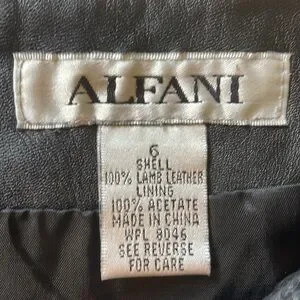 ALFANI
6
SHELL
100% LAMB LEATHER
LINING
100% ACETATE
MADE IN CHINA
WPL 8046
SEE REVERSE
FOR CARE